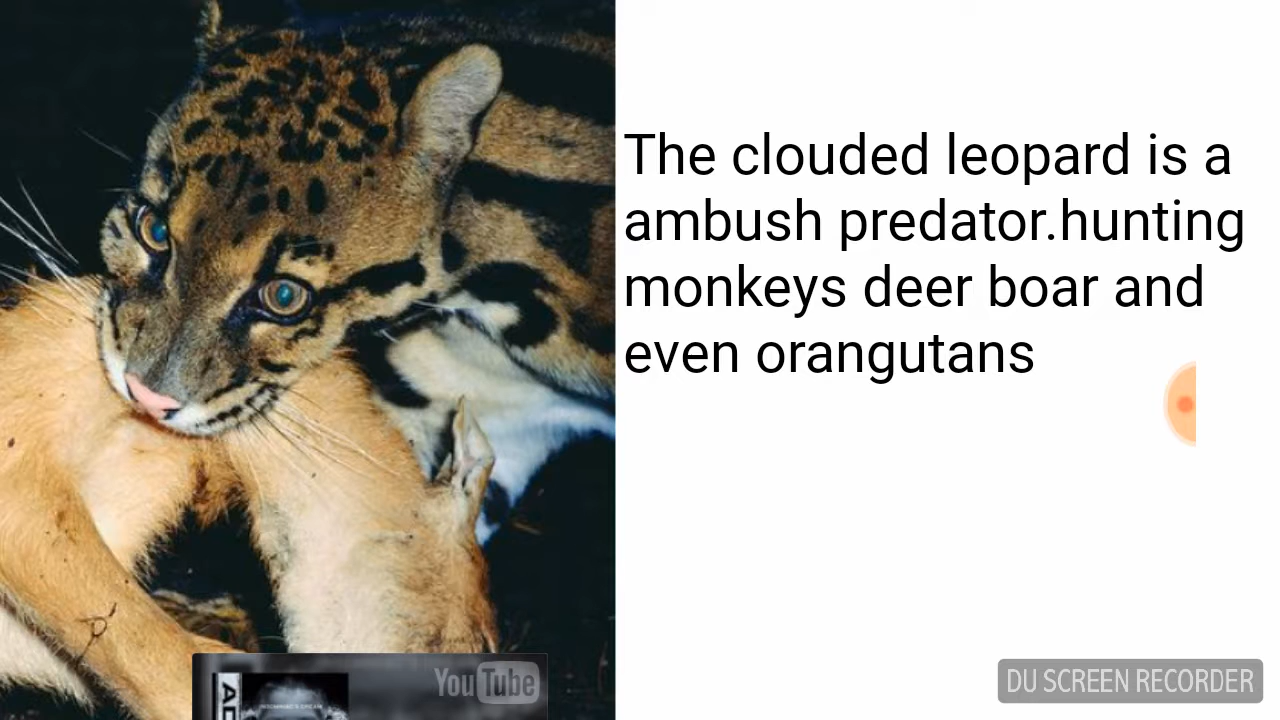 The clouded leopard is a
ambush predator.hunting
monkeys deer boar and
even orangutans
YouTube
DU SCREEN RECORDER